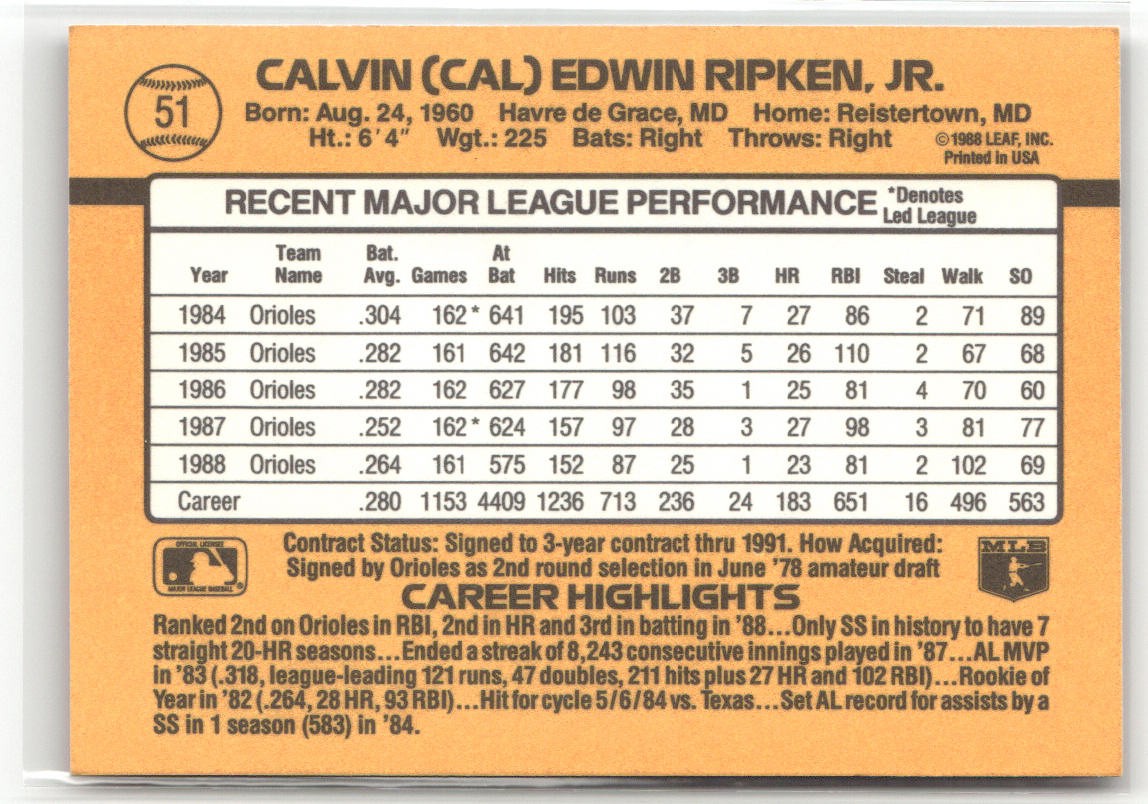 51
CALVIN (CAL) EDWIN RIPKEN, JR.
Born: Aug. 24, 1960 Havre de Grace, MD Home: Reistertown, MD
Ht.: 6'4" Wgt.: 225 Bats: Right Throws: Right
©1988 LEAF, INC.
Printed in USA
RECENT MAJOR LEAGUE PERFORMANCE *Denotes Led League
Year Team Name Bat. Avg. Games At Bat Hits Runs 2B 3B HR RBI Steal Walk SO
1984 Orioles .304 162* 641 195 103 37 7 27 86 2 71 89
1985 Orioles .282 161 642 181 116 32 5 26 110 2 67 68
1986 Orioles .282 162 627 177 98 35 1 25 81 4 70 60
1987 Orioles .252 162* 624 157 97 28 3 27 98 3 81 77
1988 Orioles .264 161 575 152 87 25 1 23 81 2 102 69
Career .280 1153 4409 1236 713 236 24 183 651 16 496 563
OFFICIAL LICENSEE
MAJOR LEAGUE BASEBALL
Contract Status: Signed to 3-year contract thru 1991. How Acquired:
Signed by Orioles as 2nd round selection in June '78 amateur draft
MLB
CAREER HIGHLIGHTS
Ranked 2nd on Orioles in RBI, 2nd in HR and 3rd in batting in '88...Only SS in history to have 7
straight 20-HR seasons...Ended a streak of 8,243 consecutive innings played in '87...AL MVP
in '83 (.318, league-leading 121 runs, 47 doubles, 211 hits plus 27 HR and 102 RBI)...Rookie of
Year in '82 (.264, 28 HR, 93 RBI)...Hit for cycle 5/6/84 vs. Texas...Set AL record for assists by a
SS in 1 season (583) in '84.